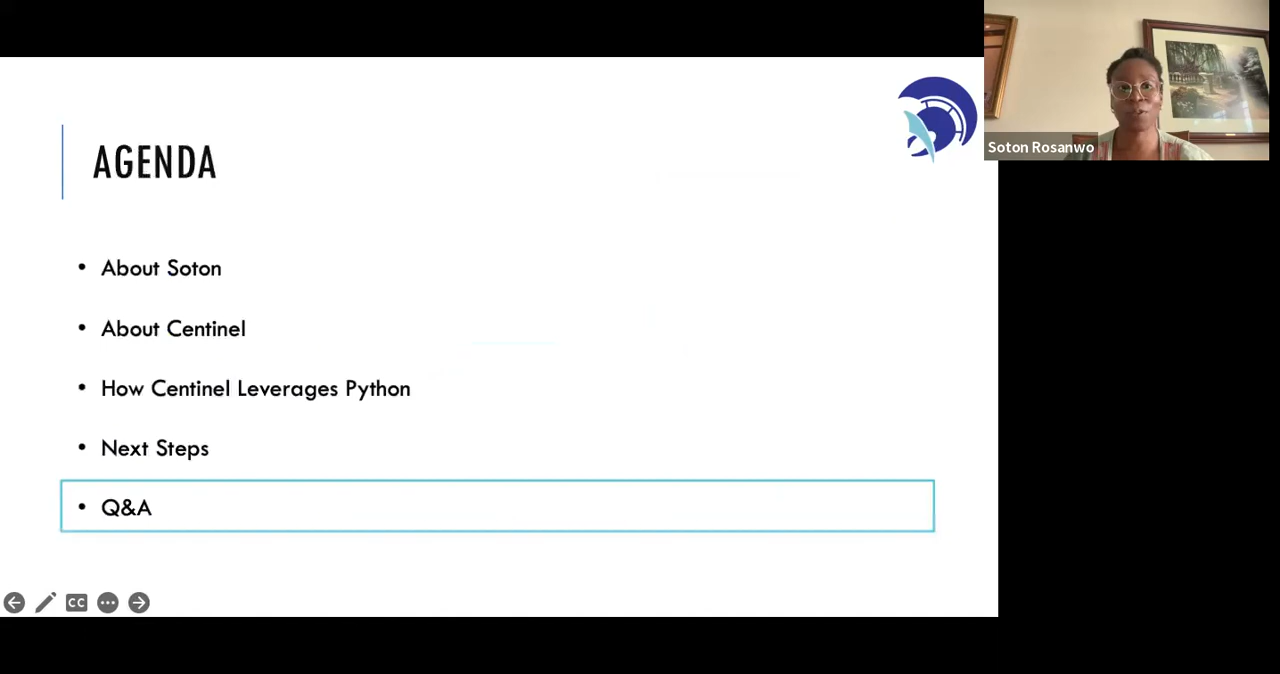 AGENDA
Soton Rosanwo
• About Soton
• About Centinel
• How Centinel Leverages Python
• Next Steps
• Q&A
CC